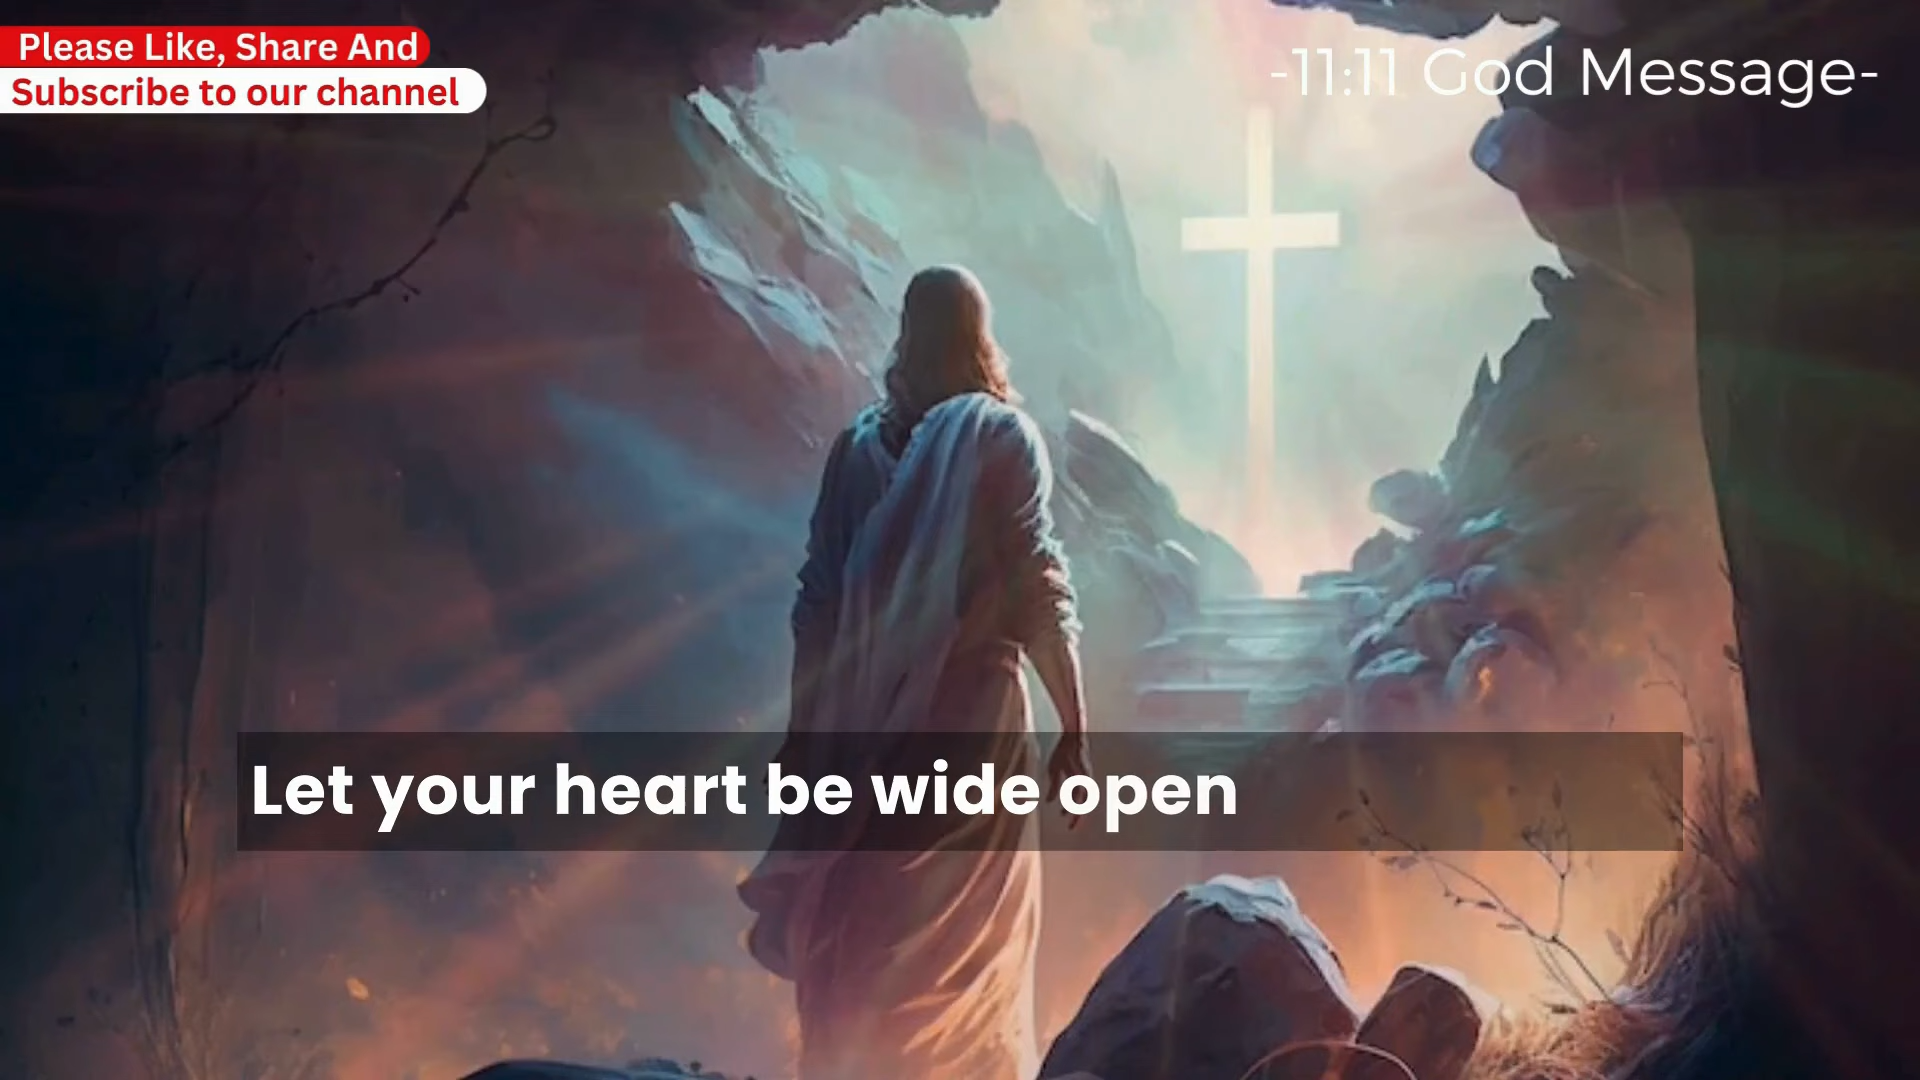 Please Like, Share And
Subscribe to our channel
-11:11 God Message-
Let your heart be wide open